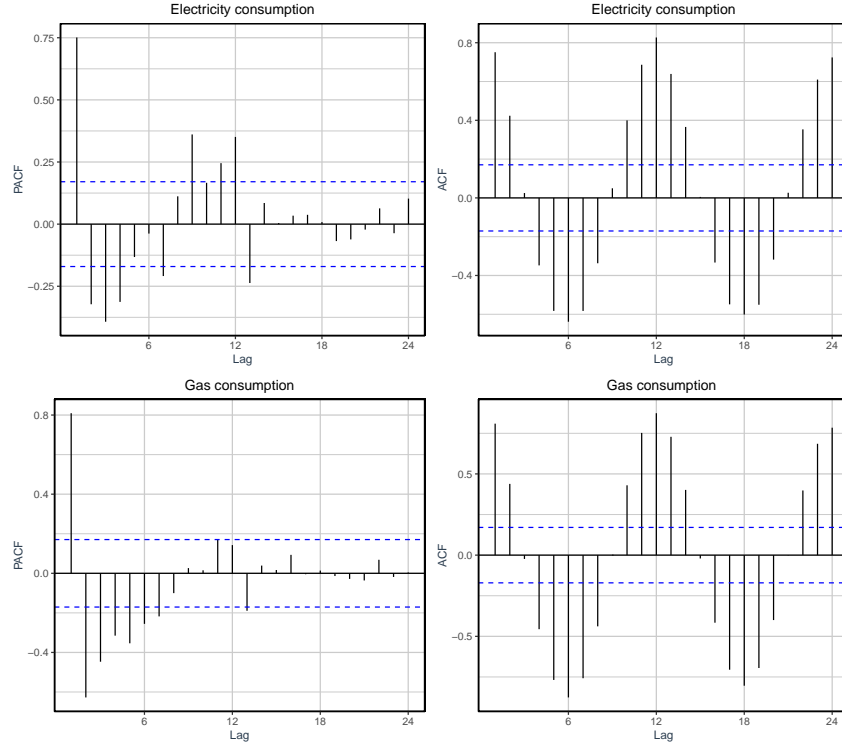 Electricity consumption
PACF
0.75
0.50
0.25
0.00
−0.25
6
12
18
24
Lag
Electricity consumption
ACF
0.8
0.4
0.0
−0.4
6
12
18
24
Lag
Gas consumption
PACF
0.8
0.4
0.0
−0.4
6
12
18
24
Lag
Gas consumption
ACF
0.5
0.0
−0.5
6
12
18
24
Lag